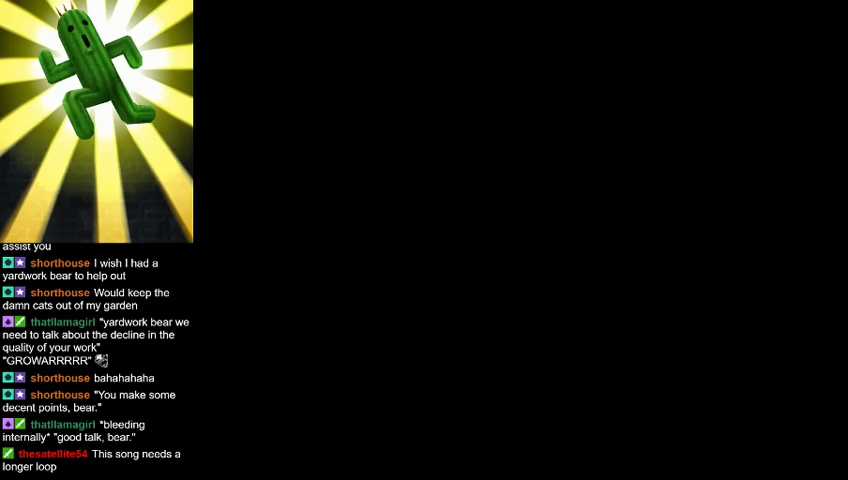 assist you
shorthouse I wish I had a
yardwork bear to help out
shorthouse Would keep the
damn cats out of my garden
thatllamagirl "yardwork bear we
need to talk about the decline in the
quality of your work"
"GROWARRRRR"
shorthouse bahahahaha
shorthouse "You make some
decent points, bear."
thatllamagirl *bleeding
internally* "good talk, bear."
thesatellite54 This song needs a
longer loop